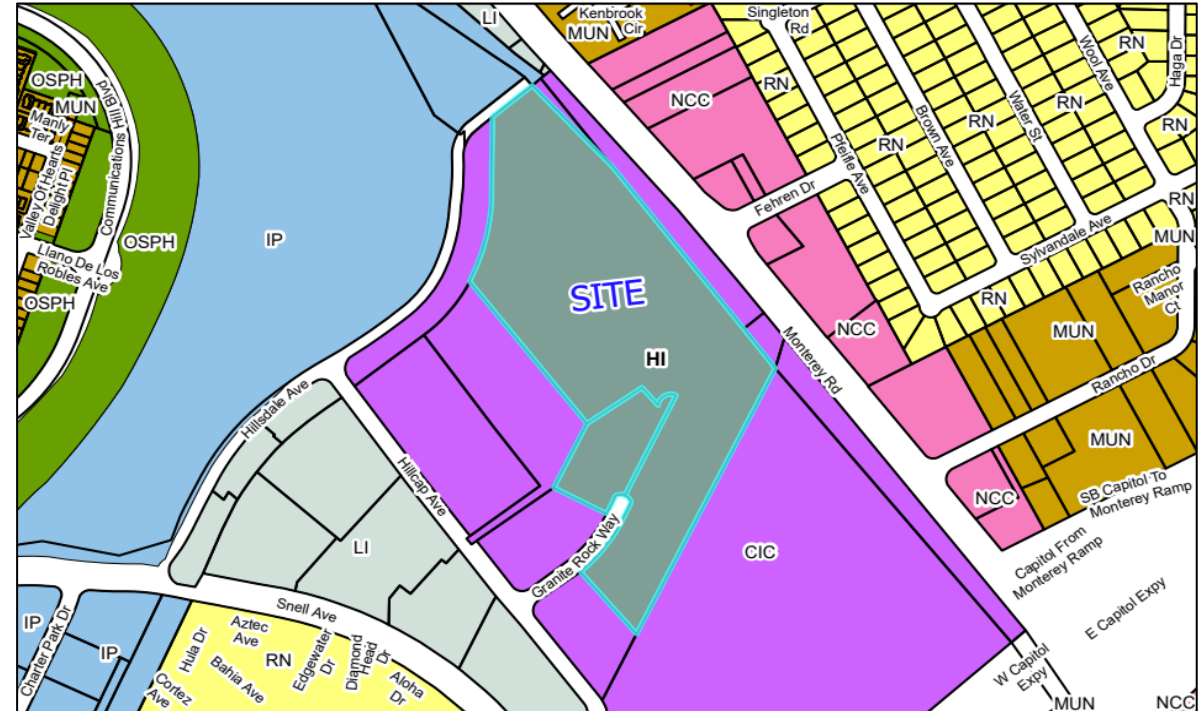 LI
Kenbrook
Cir
MUN
Singleton
Rd
RN
Wool Ave
Haga Dr
OSPH
MUN
Manly
Ter
Communications Hill Blvd
NCC
RN
Water St
RN
Brown Ave
RN
RN
RN
Pfeifle Ave
Valley Of Hearts
Delight Pl
Fehren Dr
RN
OSPH
IP
Sylvandale Ave
MUN
Llano De Los
Robles Ave
OSPH
SITE
RN
Rancho
Manor
Ct
HI
Monterey Rd
NCC
MUN
Rancho Dr
Hillsdale Ave
MUN
Hillcap Ave
NCC
SB Capitol To
Monterey Ramp
LI
Granite Rock Way
CIC
Capitol From
Monterey Ramp
E Capitol Expy
Snell Ave
IP
Charter Park Dr
IP
Hula Dr
Aztec
Ave
RN
Edgewater
Dr
Diamond
Head
Dr
Aloha
Dr
Bahia Ave
Cortez
Ave
W Capitol
Expy
MUN
NCC